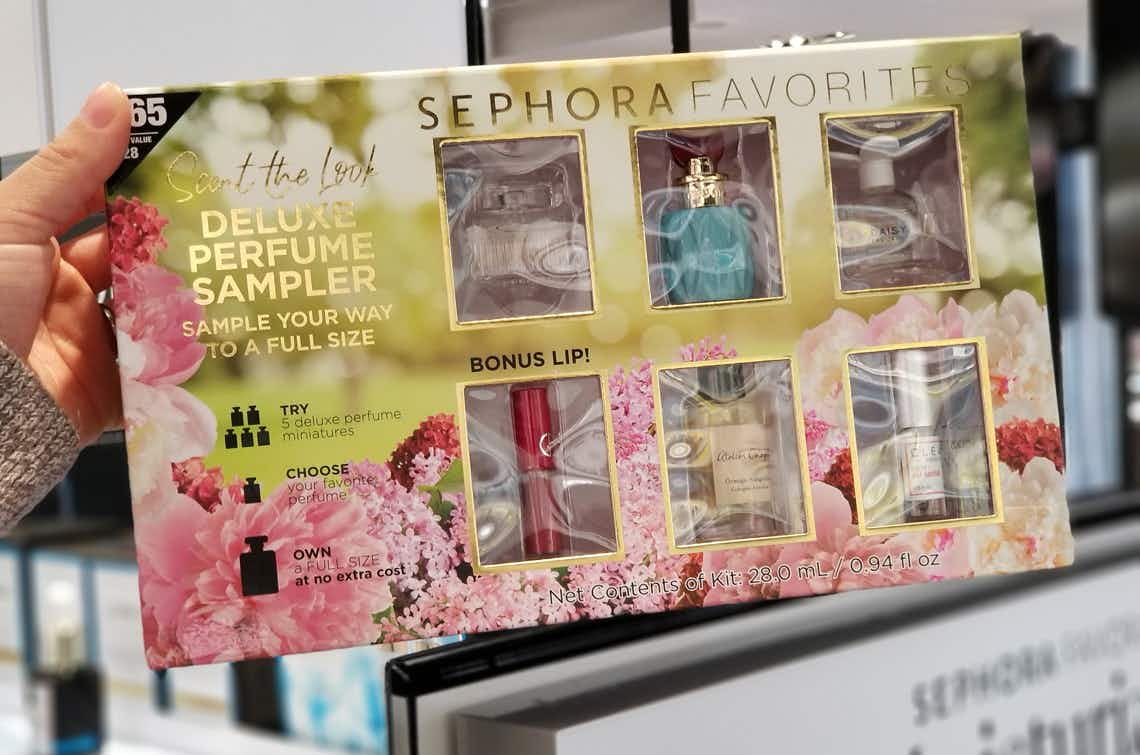 65
VALUE
28
SEPHORA FAVORITES
Scent the Look
DELUXE
PERFUME
SAMPLER
SAMPLE YOUR WAY
TO A FULL SIZE
BONUS LIP!
TRY
5 deluxe perfume
miniatures
CHOOSE
your favorite
perfume
OWN
a FULL SIZE
at no extra cost
DAISY
Net Contents of Kit: 28.0 mL / 0.94 fl oz
SEPHORA